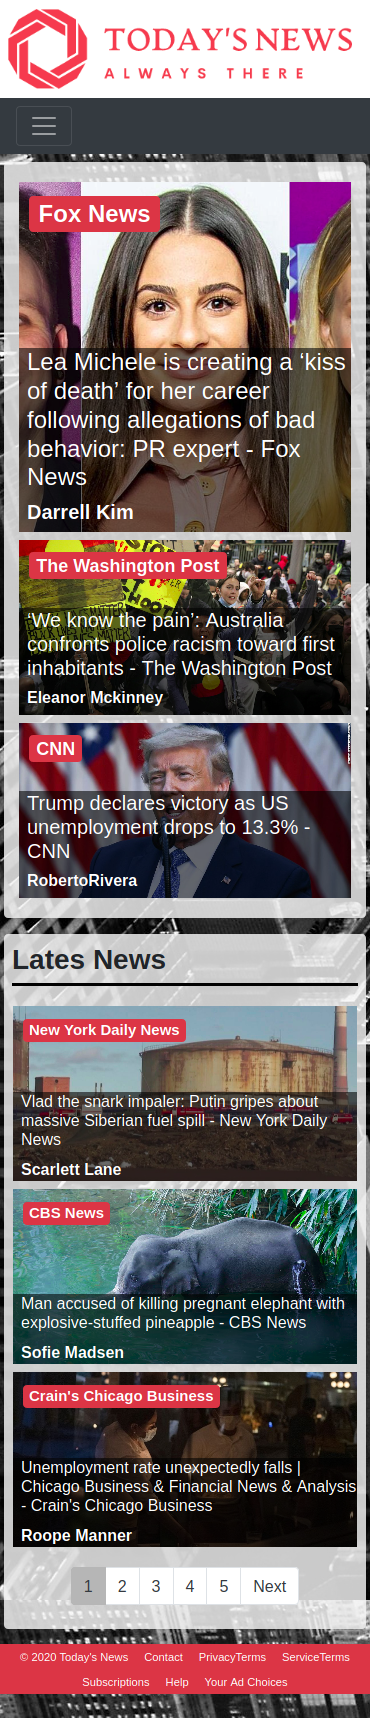 TODAY'S NEWS
ALWAYS THERE
Fox News
Lea Michele is creating a ‘kiss
of death’ for her career
following allegations of bad
behavior: PR expert - Fox
News
Darrell Kim
The Washington Post
‘We know the pain’: Australia
confronts police racism toward first
inhabitants - The Washington Post
Eleanor Mckinney
CNN
Trump declares victory as US
unemployment drops to 13.3% -
CNN
RobertoRivera
Lates News
New York Daily News
Vlad the snark impaler: Putin gripes about
massive Siberian fuel spill - New York Daily
News
Scarlett Lane
CBS News
Man accused of killing pregnant elephant with
explosive-stuffed pineapple - CBS News
Sofie Madsen
Crain's Chicago Business
Unemployment rate unexpectedly falls |
Chicago Business & Financial News & Analysis
- Crain's Chicago Business
Roope Manner
1 2 3 4 5 Next
© 2020 Today's News Contact PrivacyTerms ServiceTerms
Subscriptions Help Your Ad Choices